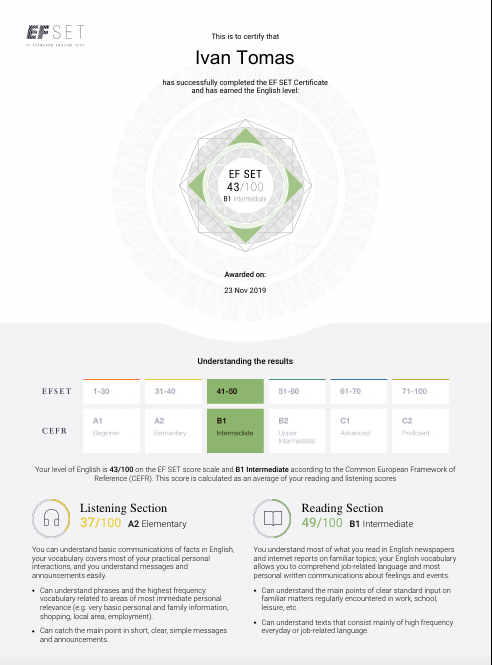 EF SET
EF STANDARD ENGLISH TEST
This is to certify that
Ivan Tomas
has successfully completed the EF SET Certificate
and has earned the English level:
EF SET
43/100
B1 Intermediate
Awarded on:
23 Nov 2019
Understanding the results
EFSET 1-30 31-40 41-50 51-60 61-70 71-100
CEFR A1 A2 B1 B2 C1 C2
Beginner Elementary Intermediate Upper Advanced Proficient
Intermediate
Your level of English is 43/100 on the EF SET score scale and B1 Intermediate according to the Common European Framework of
Reference (CEFR). This score is calculated as an average of your reading and listening scores
Listening Section
37/100 A2 Elementary
You can understand basic communications of facts in English,
your vocabulary covers most of your practical personal
interactions, and you understand messages and
announcements easily.
• Can understand phrases and the highest frequency
vocabulary related to areas of most immediate personal
relevance (e.g. very basic personal and family information,
shopping, local area, employment).
• Can catch the main point in short, clear, simple messages
and announcements.
Reading Section
49/100 B1 Intermediate
You understand most of what you read in English newspapers
and internet reports on familiar topics; your English vocabulary
allows you to comprehend job-related language and most
personal written communications about feelings and events.
• Can understand the main points of clear standard input on
familiar matters regularly encountered in work, school,
leisure, etc.
• Can understand texts that consist mainly of high frequency
everyday or job-related language.